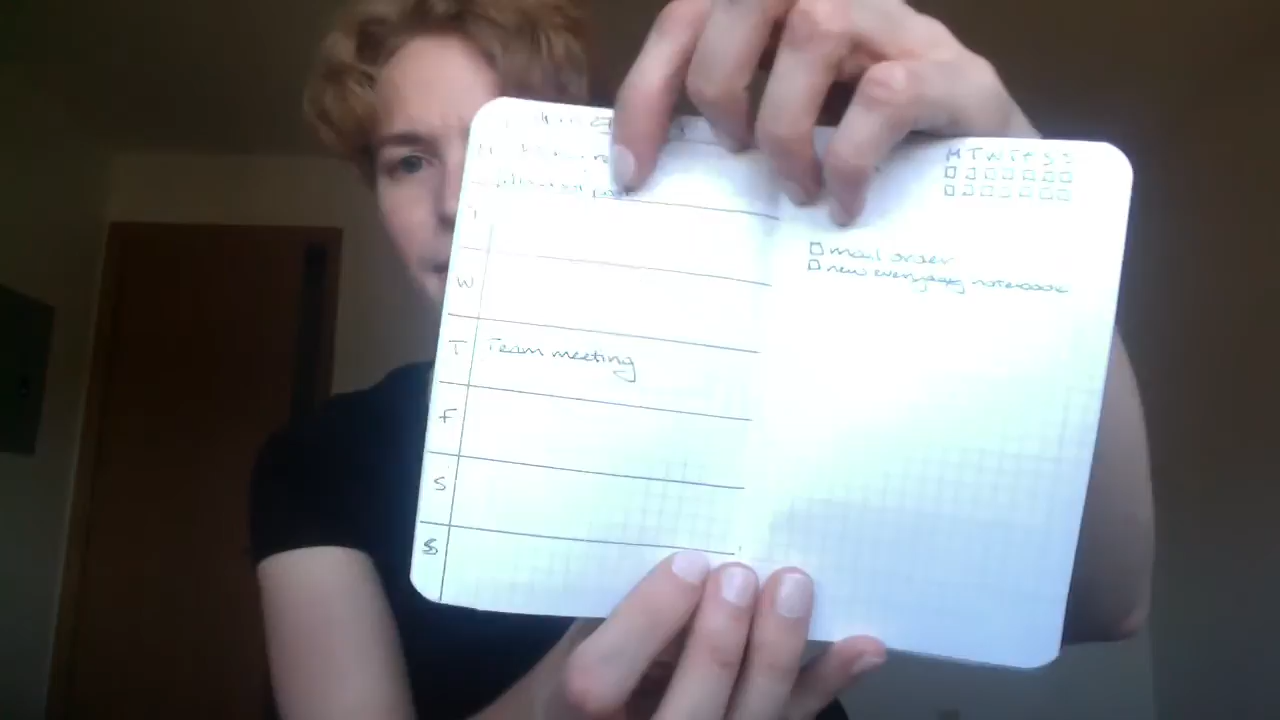 T
W
T Team meeting
F
S
S
M T W T F S S
mail order
new everyday notebook